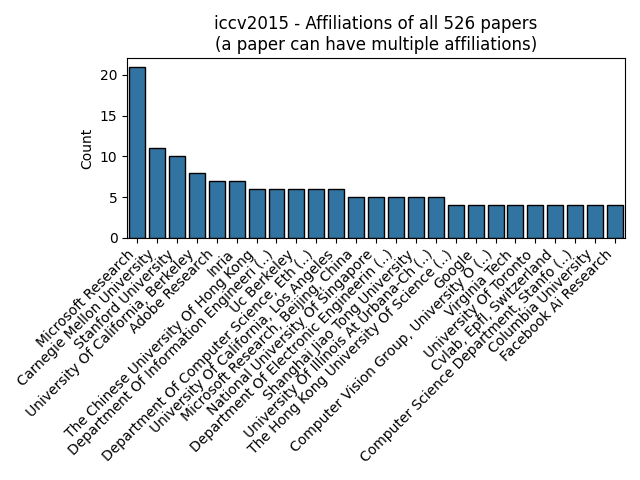 iccv2015 - Affiliations of all 526 papers
(a paper can have multiple affiliations)
Count
20
15
10
5
0
Microsoft Research
Carnegie Mellon University
Stanford University
University Of California, Berkeley
Adobe Research
Inria
The Chinese University Of Hong Kong
Department Of Information Engineeri (..)
Uc Berkeley
Department Of Computer Science, Eth (..)
University Of California, Los Angeles
Microsoft Research, Beijing, China
National University Of Singapore
Department Of Electronic Engineerin (..)
Shanghai Jiao Tong University
University Of Illinois At Urbana-Ch (..)
The Hong Kong University Of Science (..)
Google
Computer Vision Group, University O (..)
Virginia Tech
University Of Toronto
Cvlab, Epfl, Switzerland
Computer Science Department, Stanfo (..)
Columbia University
Facebook Ai Research